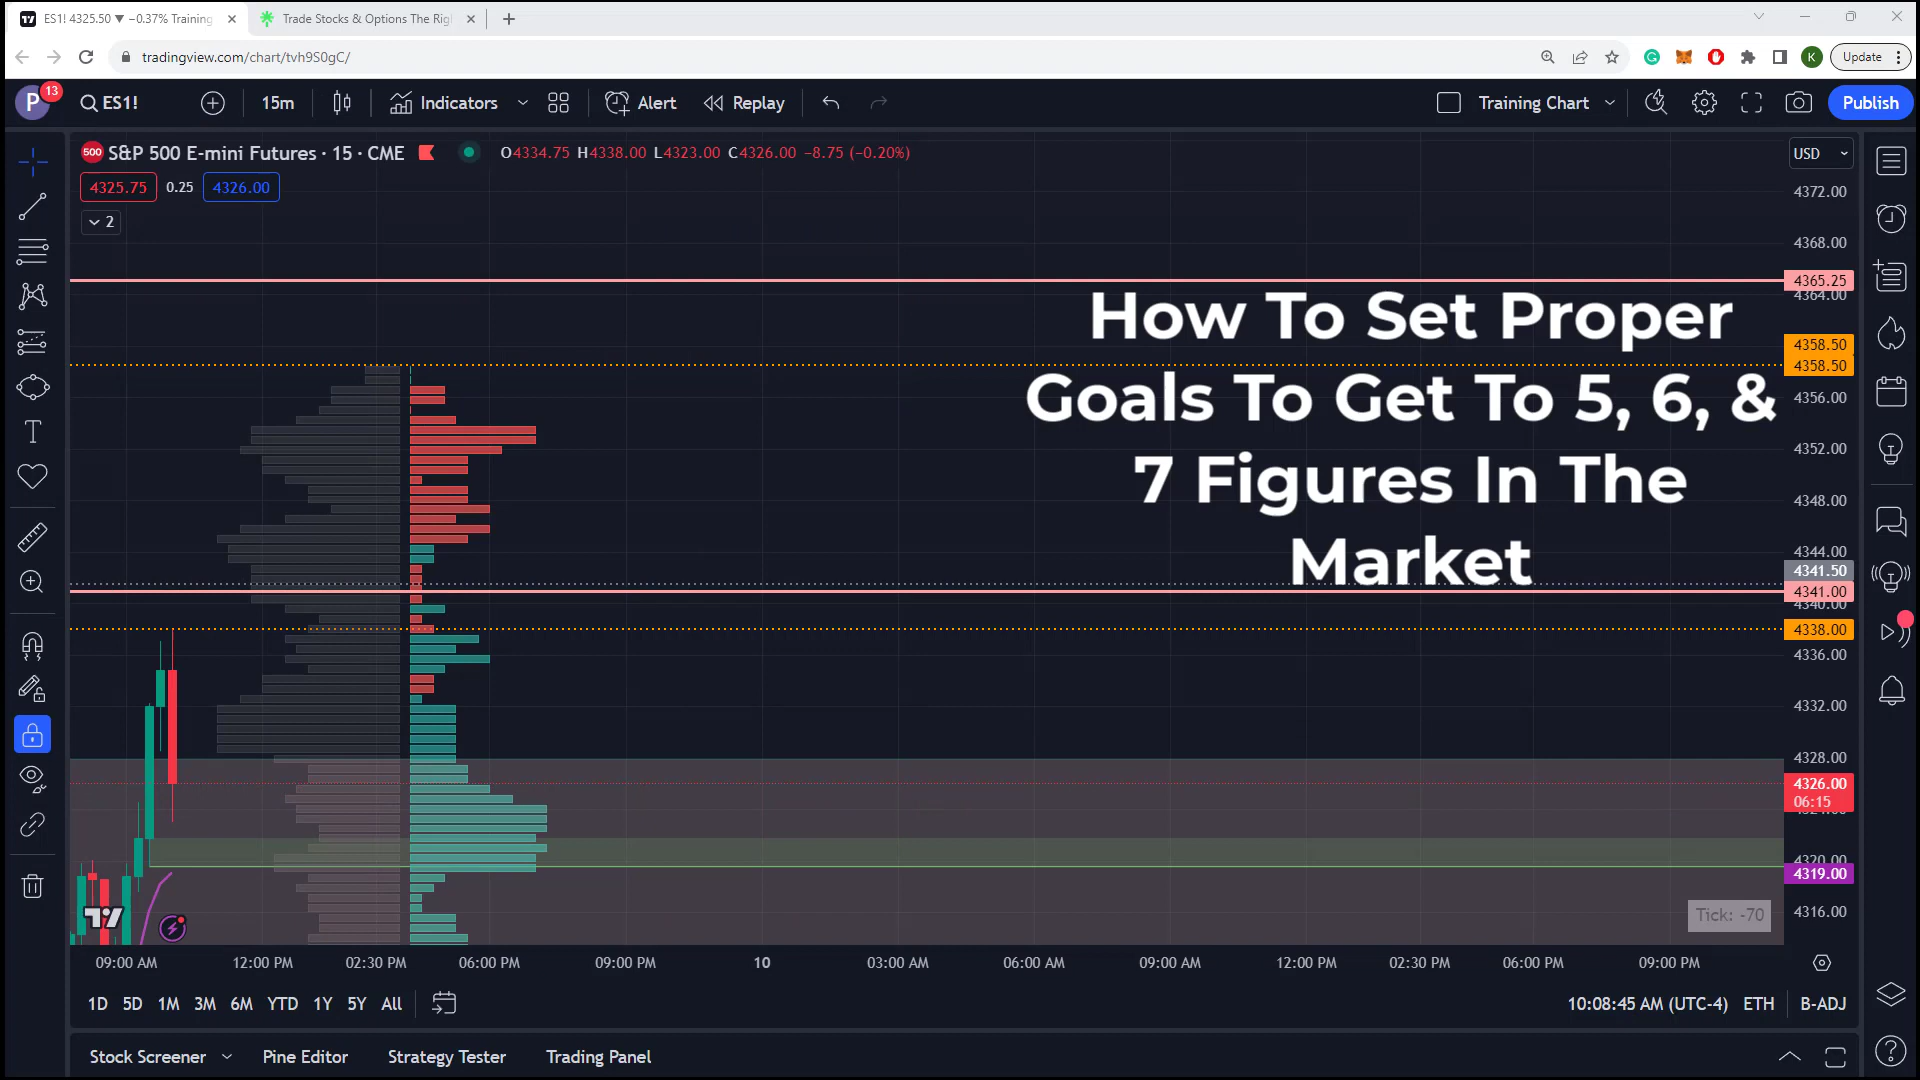 ES1! 4325.50 ▼ −0.37% Training
Trade Stocks & Options The Rig
tradingview.com/chart/tvh9S0gC/
K
Update
P
13
ES1!
15m
Indicators
Alert
Replay
Training Chart
Publish
500
S&P 500 E-mini Futures · 15 · CME
O4334.75 H4338.00 L4323.00 C4326.00 −8.75 (−0.20%)
USD
4325.75
0.25
4326.00
2
4372.00
4368.00
4365.25
4364.00
How To Set Proper
Goals To Get To 5, 6, &
7 Figures In The
Market
4358.50
4358.50
4356.00
4352.00
4348.00
4344.00
4341.50
4341.00
4340.00
4338.00
4336.00
4332.00
4328.00
4326.00
06:15
4320.00
4319.00
4316.00
Tick: -70
09:00 AM
12:00 PM
02:30 PM
06:00 PM
09:00 PM
10
03:00 AM
06:00 AM
09:00 AM
12:00 PM
02:30 PM
06:00 PM
09:00 PM
1D 5D 1M 3M 6M YTD 1Y 5Y All
10:08:45 AM (UTC-4) ETH B-ADJ
Stock Screener
Pine Editor
Strategy Tester
Trading Panel